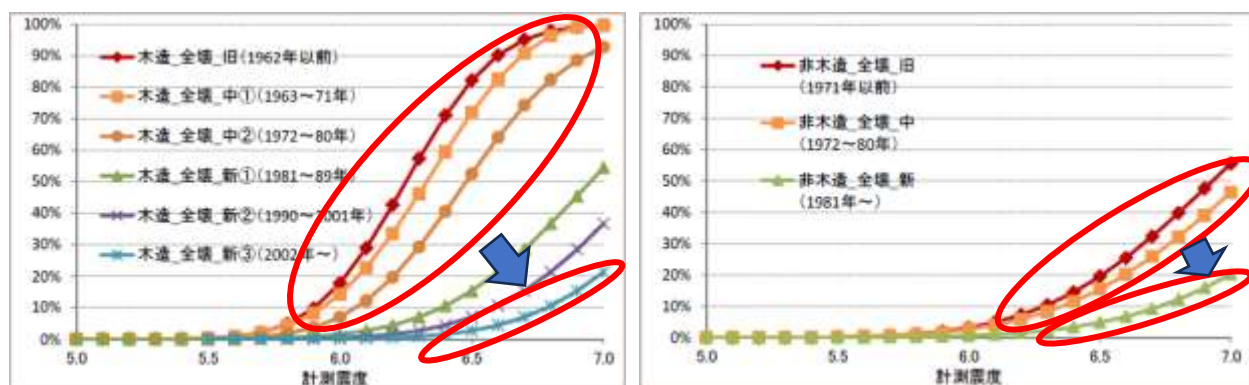 100%
90%
80%
70%
60%
50%
40%
30%
20%
10%
0%
木造_全壊_旧(1962年以前)
木造_全壊_中①(1963～71年)
木造_全壊_中②(1972～80年)
木造_全壊_新①(1981～89年)
木造_全壊_新②(1990～2001年)
木造_全壊_新③(2002年～)
5.0
5.5
6.0
6.5
7.0
計測震度
100%
90%
80%
70%
60%
50%
40%
30%
20%
10%
0%
非木造_全壊_旧
(1971年以前)
非木造_全壊_中
(1972～80年)
非木造_全壊_新
(1981年～)
5.0
5.5
6.0
6.5
7.0
計測震度